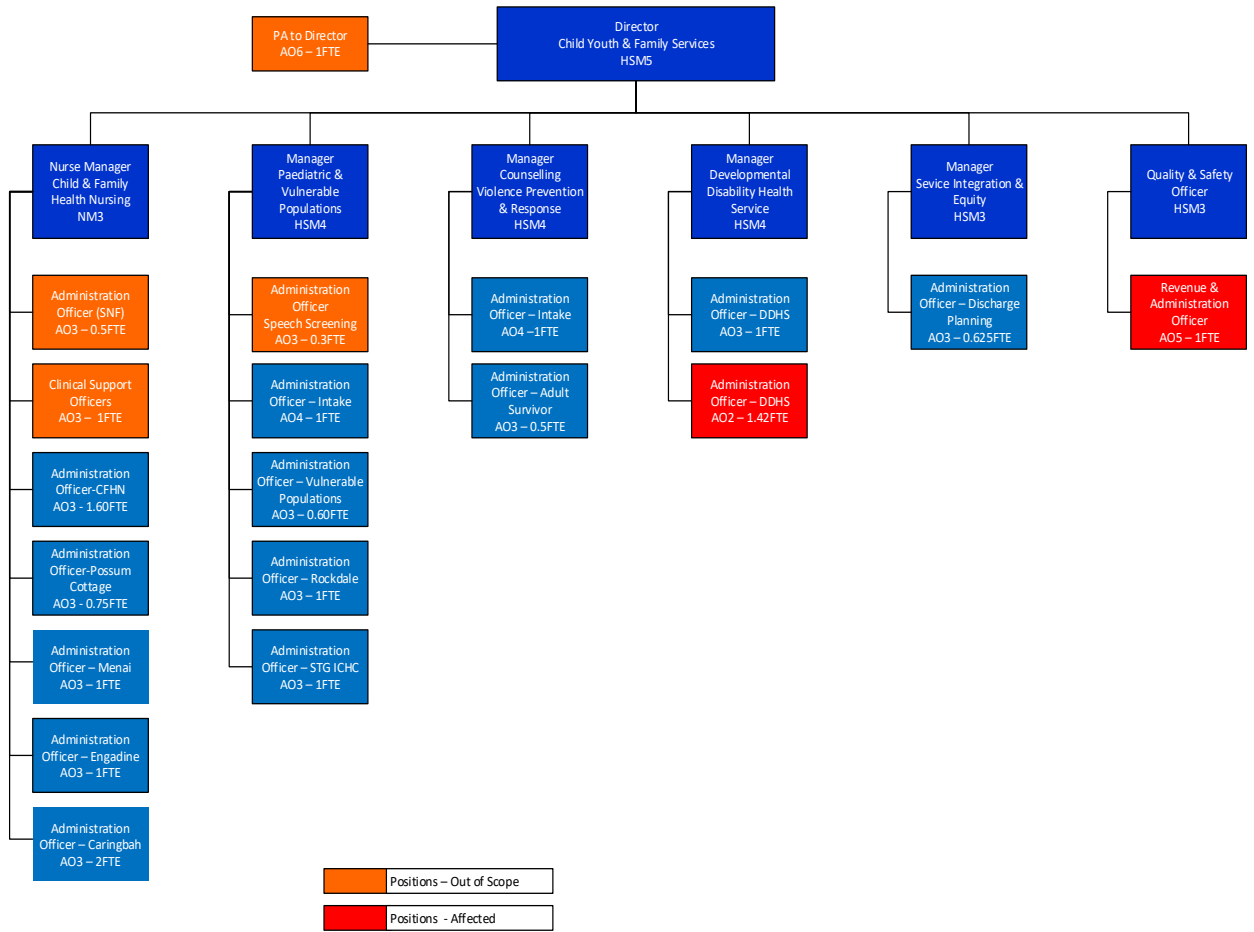 PA to Director
AO6 – 1FTE
Director
Child Youth & Family Services
HSM5
Nurse Manager
Child & Family
Health Nursing
NM3
Manager
Paediatric &
Vulnerable
Populations
HSM4
Manager
Counselling
Violence Prevention
& Response
HSM4
Manager
Developmental
Disability Health
Service
HSM4
Manager
Sevice Integration &
Equity
HSM3
Quality & Safety
Officer
HSM3
Administration
Officer (SNF)
AO3 – 0.5FTE
Administration
Officer
Speech Screening
AO3 – 0.3FTE
Administration
Officer – Intake
AO4 –1FTE
Administration
Officer – DDHS
AO3 – 1FTE
Administration
Officer – Discharge
Planning
AO3 – 0.625FTE
Revenue &
Administration
Officer
AO5 – 1FTE
Clinical Support
Officers
AO3 – 1FTE
Administration
Officer – Intake
AO4 – 1FTE
Administration
Officer – Adult
Survivor
AO3 – 0.5FTE
Administration
Officer – DDHS
AO2 – 1.42FTE
Administration
Officer-CFHN
AO3 - 1.60FTE
Administration
Officer – Vulnerable
Populations
AO3 – 0.60FTE
Administration
Officer-Possum
Cottage
AO3 - 0.75FTE
Administration
Officer – Rockdale
AO3 – 1FTE
Administration
Officer – Menai
AO3 – 1FTE
Administration
Officer – STG ICHC
AO3 – 1FTE
Administration
Officer – Engadine
AO3 – 1FTE
Administration
Officer – Caringbah
AO3 – 2FTE
Positions – Out of Scope
Positions - Affected